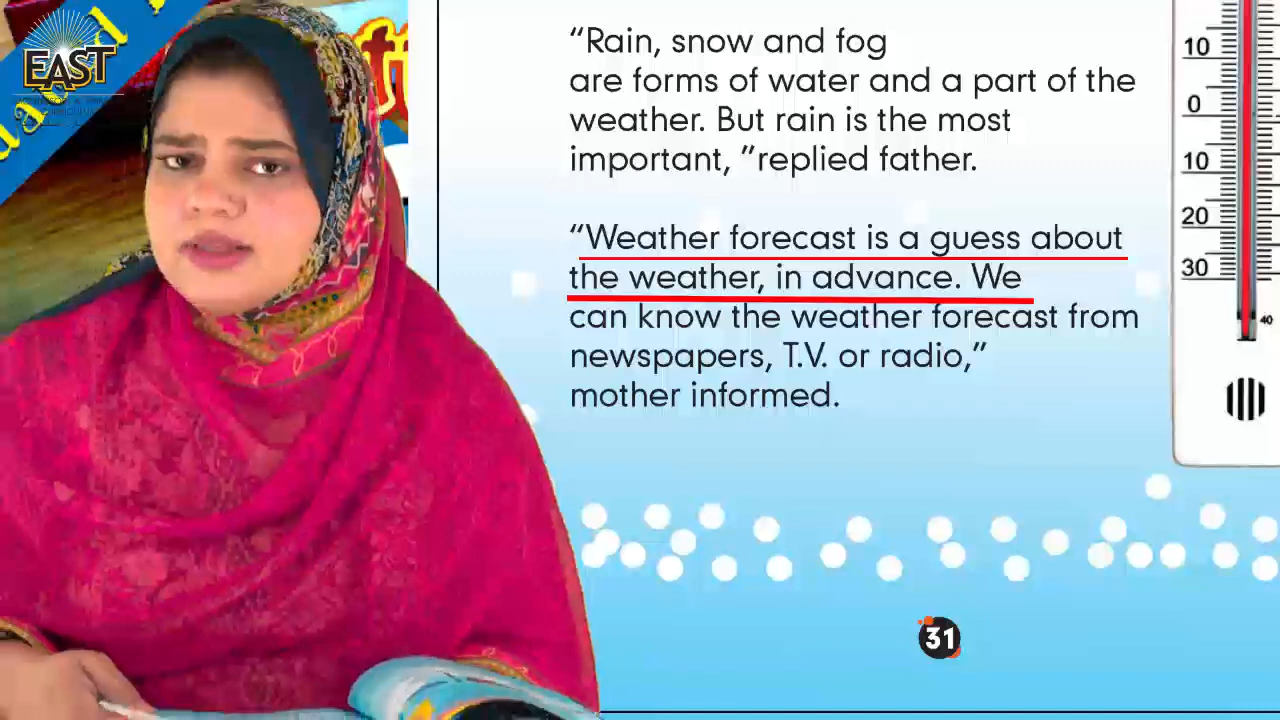 EAST
"Rain, snow and fog
are forms of water and a part of the
weather. But rain is the most
important, "replied father.
"Weather forecast is a guess about
the weather, in advance. We
can know the weather forecast from
newspapers, T.V. or radio,"
mother informed.
10
0
10
20
30
40
31